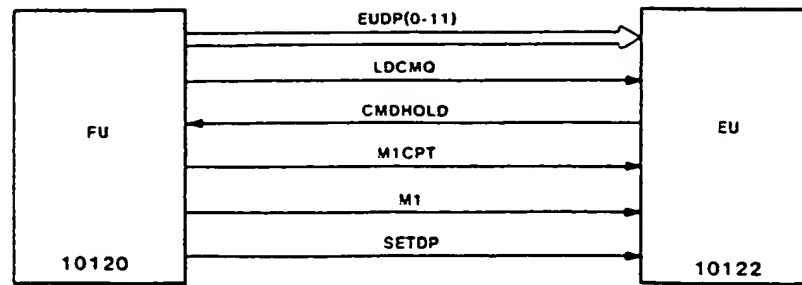 EUDP(0-11)
LDCMQ
CMDHOLD
FU
EU
M1CPT
M1
SETDP
10120
10122